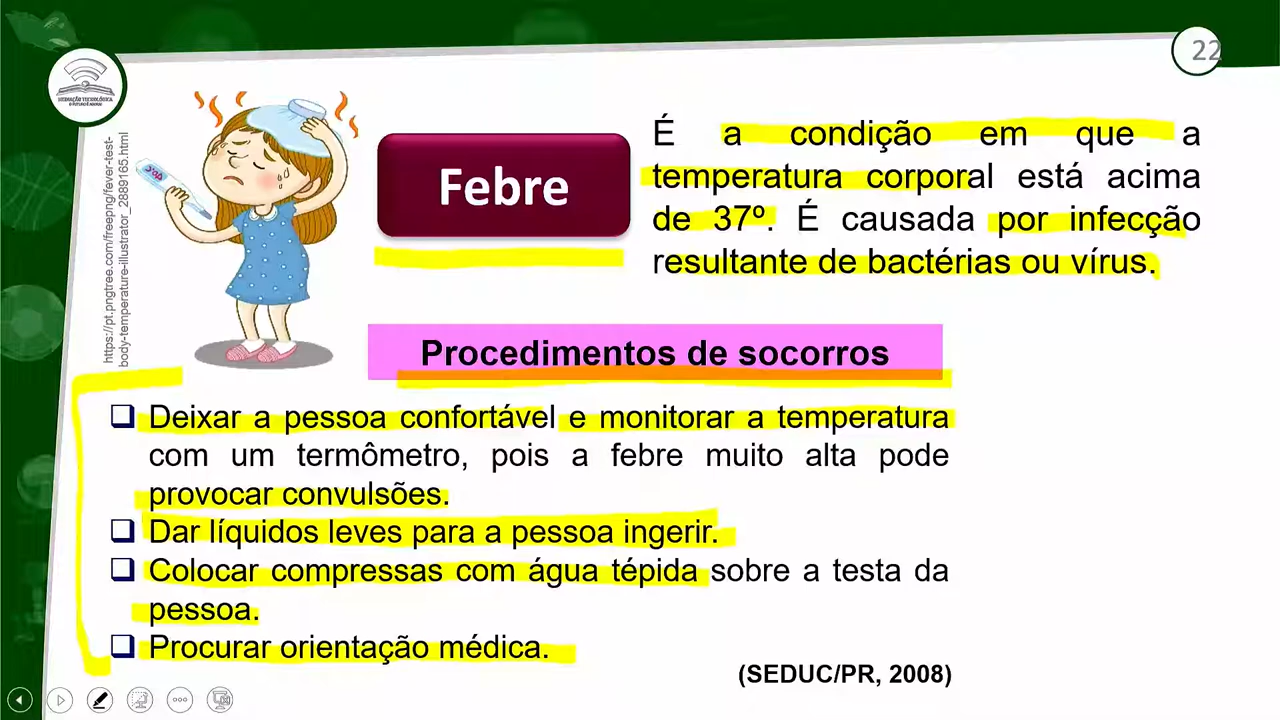 22
MEDIAÇÃO TECNOLÓGICA
https://pt.pngtree.com/freepng/fever-test-
body-temperature-illustrator_2889165.html
Febre
É a condição em que a
temperatura corporal está acima
de 37º. É causada por infecção
resultante de bactérias ou vírus.
Procedimentos de socorros
Deixar a pessoa confortável e monitorar a temperatura
com um termômetro, pois a febre muito alta pode
provocar convulsões.
Dar líquidos leves para a pessoa ingerir.
Colocar compressas com água tépida sobre a testa da
pessoa.
Procurar orientação médica.
(SEDUC/PR, 2008)